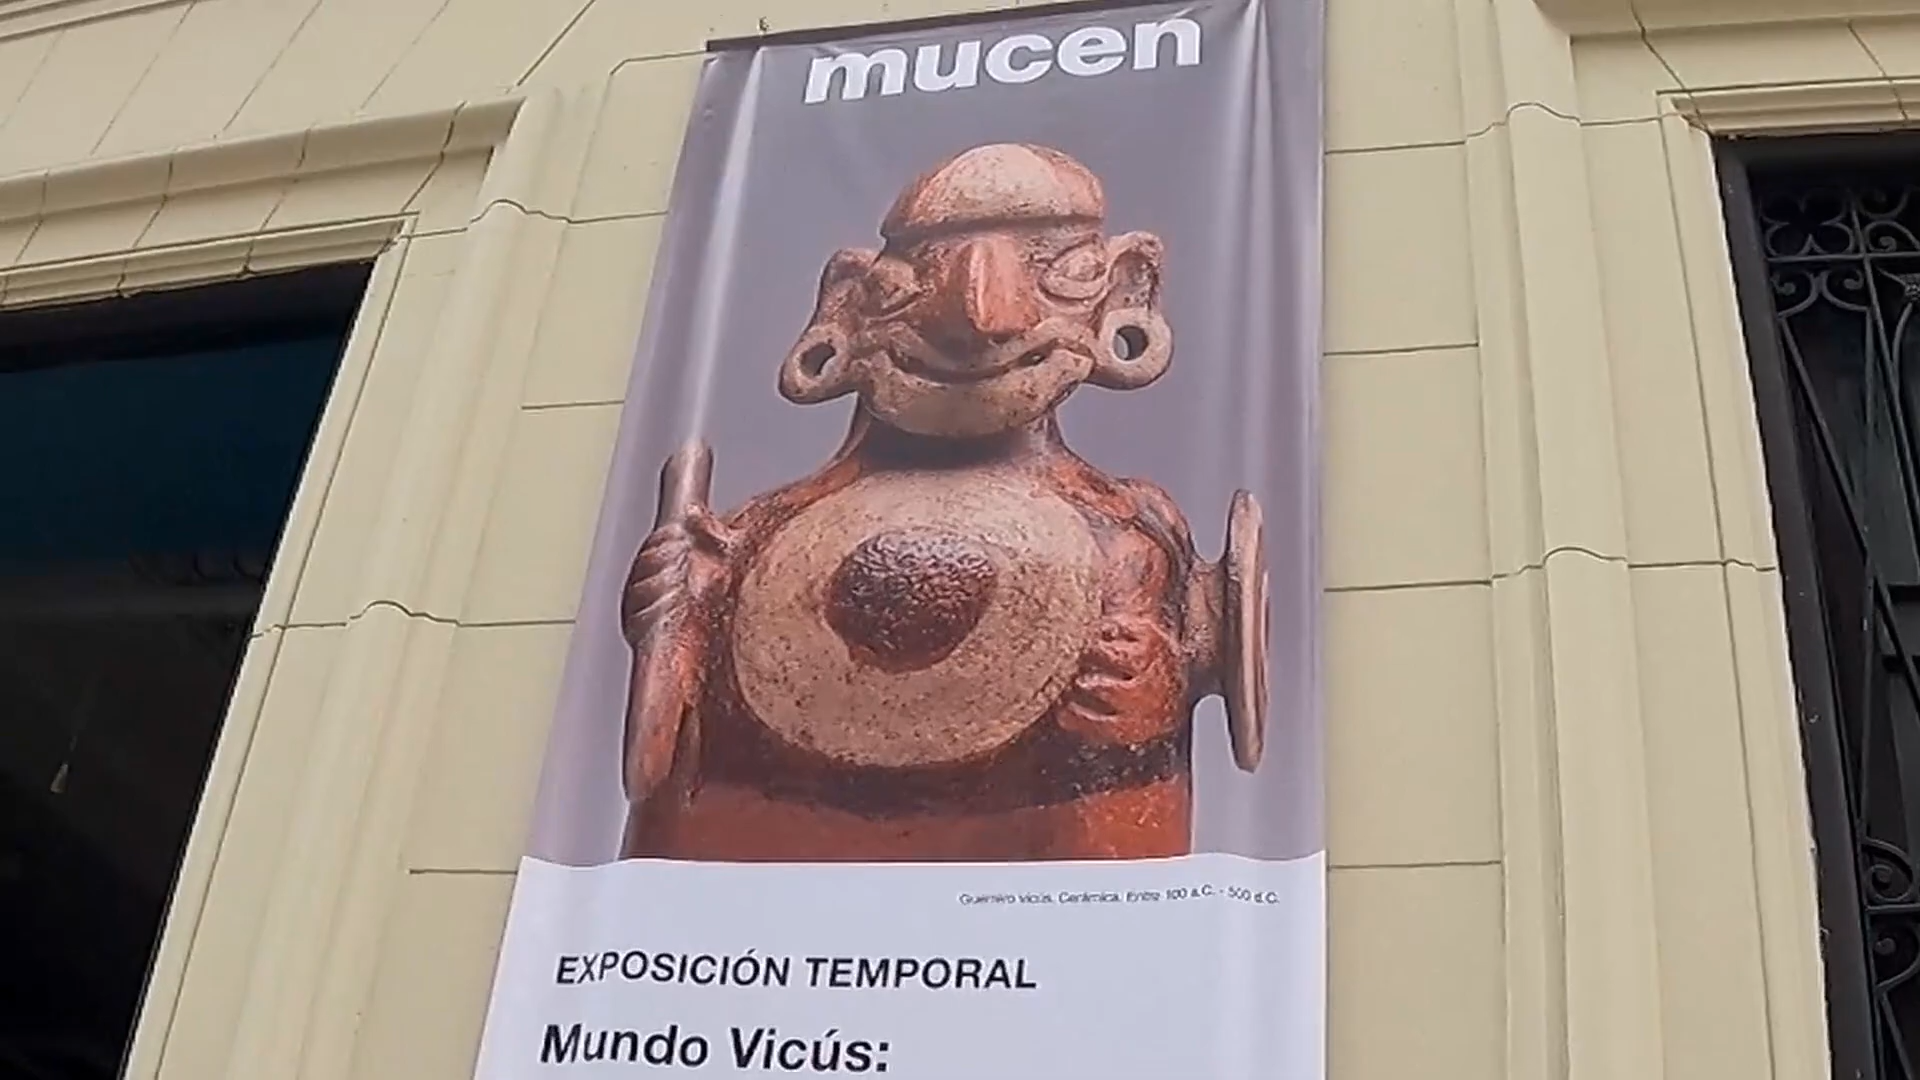 mucen
Guerrero Vicús. Cerámica. Entre 100 a.C. - 500 d.C.
EXPOSICIÓN TEMPORAL
Mundo Vicús: